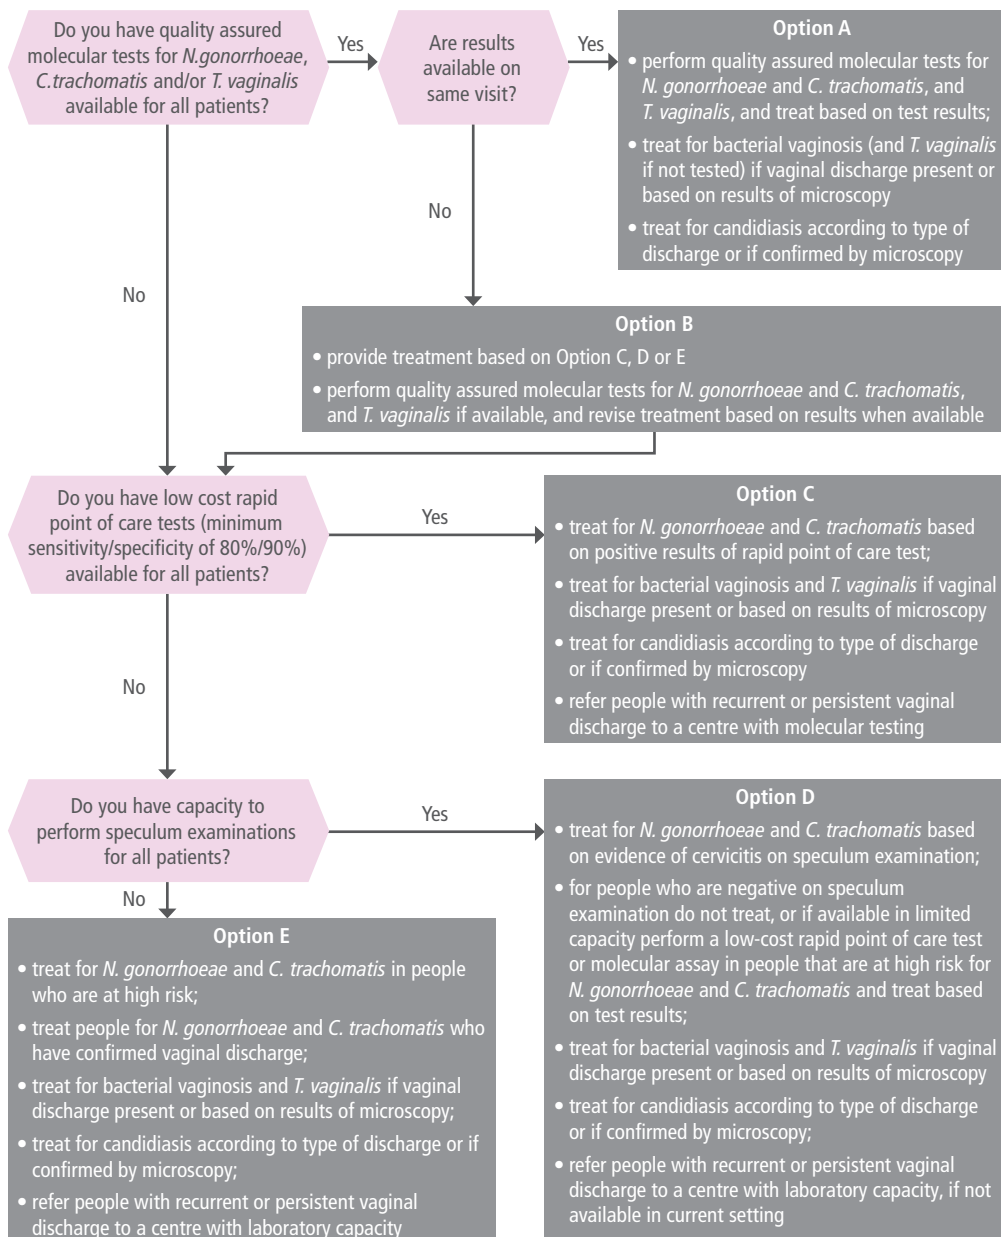 Do you have quality assured
molecular tests for N.gonorrhoeae,
C.trachomatis and/or T. vaginalis
available for all patients?
Yes
Are results
available on
same visit?
Yes
Option A
• perform quality assured molecular tests for
N. gonorrhoeae and C. trachomatis, and
T. vaginalis, and treat based on test results;
• treat for bacterial vaginosis (and T. vaginalis
if not tested) if vaginal discharge present or
based on results of microscopy
• treat for candidiasis according to type of
discharge or if confirmed by microscopy
No
No
Option B
• provide treatment based on Option C, D or E
• perform quality assured molecular tests for N. gonorrhoeae and C. trachomatis,
and T. vaginalis if available, and revise treatment based on results when available
Do you have low cost rapid
point of care tests (minimum
sensitivity/specificity of 80%/90%)
available for all patients?
Yes
Option C
• treat for N. gonorrhoeae and C. trachomatis based
on positive results of rapid point of care test;
• treat for bacterial vaginosis and T. vaginalis if vaginal
discharge present or based on results of microscopy
• treat for candidiasis according to type of discharge
or if confirmed by microscopy
• refer people with recurrent or persistent vaginal
discharge to a centre with molecular testing
No
Do you have capacity to
perform speculum examinations
for all patients?
Yes
Option D
• treat for N. gonorrhoeae and C. trachomatis based
on evidence of cervicitis on speculum examination;
• for people who are negative on speculum
examination do not treat, or if available in limited
capacity perform a low-cost rapid point of care test
or molecular assay in people that are at high risk for
N. gonorrhoeae and C. trachomatis and treat based
on test results;
• treat for bacterial vaginosis and T. vaginalis if vaginal
discharge present or based on results of microscopy
• treat for candidiasis according to type of discharge
or if confirmed by microscopy;
• refer people with recurrent or persistent vaginal
discharge to a centre with laboratory capacity, if not
available in current setting
No
Option E
• treat for N. gonorrhoeae and C. trachomatis in people
who are at high risk;
• treat people for N. gonorrhoeae and C. trachomatis who
have confirmed vaginal discharge;
• treat for bacterial vaginosis and T. vaginalis if vaginal
discharge present or based on results of microscopy;
• treat for candidiasis according to type of discharge or if
confirmed by microscopy;
• refer people with recurrent or persistent vaginal
discharge to a centre with laboratory capacity